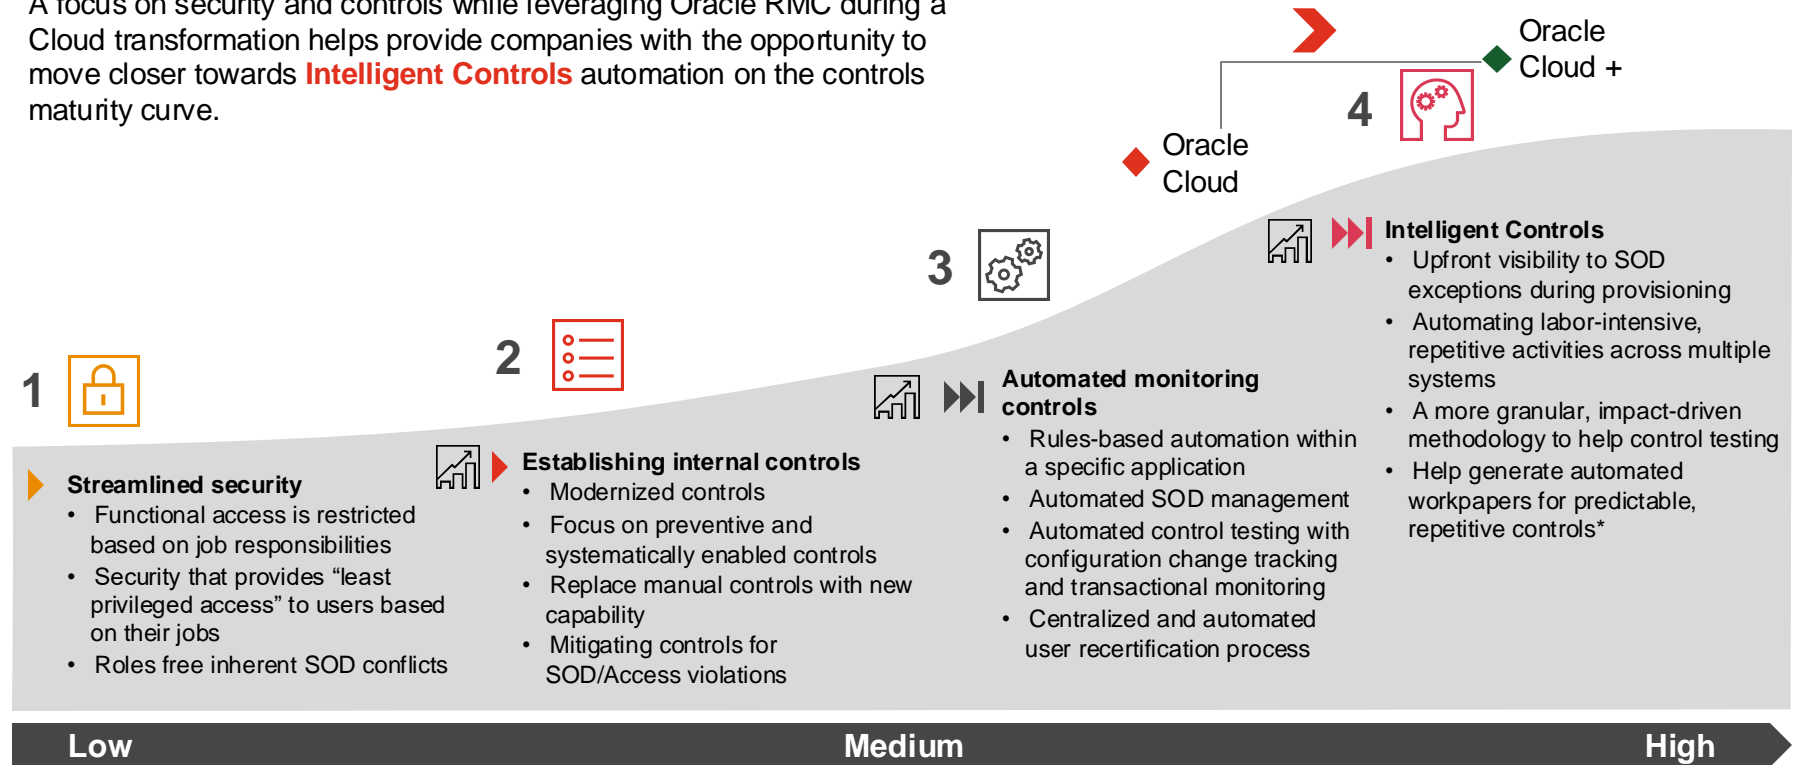 A focus on security and controls while leveraging Oracle RMC during a
Cloud transformation helps provide companies with the opportunity to
move closer towards Intelligent Controls automation on the controls
maturity curve.
Oracle
Cloud +
4
Oracle
Cloud
3
2
1
Streamlined security
• Functional access is restricted
based on job responsibilities
• Security that provides “least
privileged access” to users based
on their jobs
• Roles free inherent SOD conflicts
Establishing internal controls
• Modernized controls
• Focus on preventive and
systematically enabled controls
• Replace manual controls with new
capability
• Mitigating controls for
SOD/Access violations
Automated monitoring
controls
• Rules-based automation within
a specific application
• Automated SOD management
• Automated control testing with
configuration change tracking
and transactional monitoring
• Centralized and automated
user recertification process
Intelligent Controls
• Upfront visibility to SOD
exceptions during provisioning
• Automating labor-intensive,
repetitive activities across multiple
systems
• A more granular, impact-driven
methodology to help control testing
• Help generate automated
workpapers for predictable,
repetitive controls*
Low
Medium
High